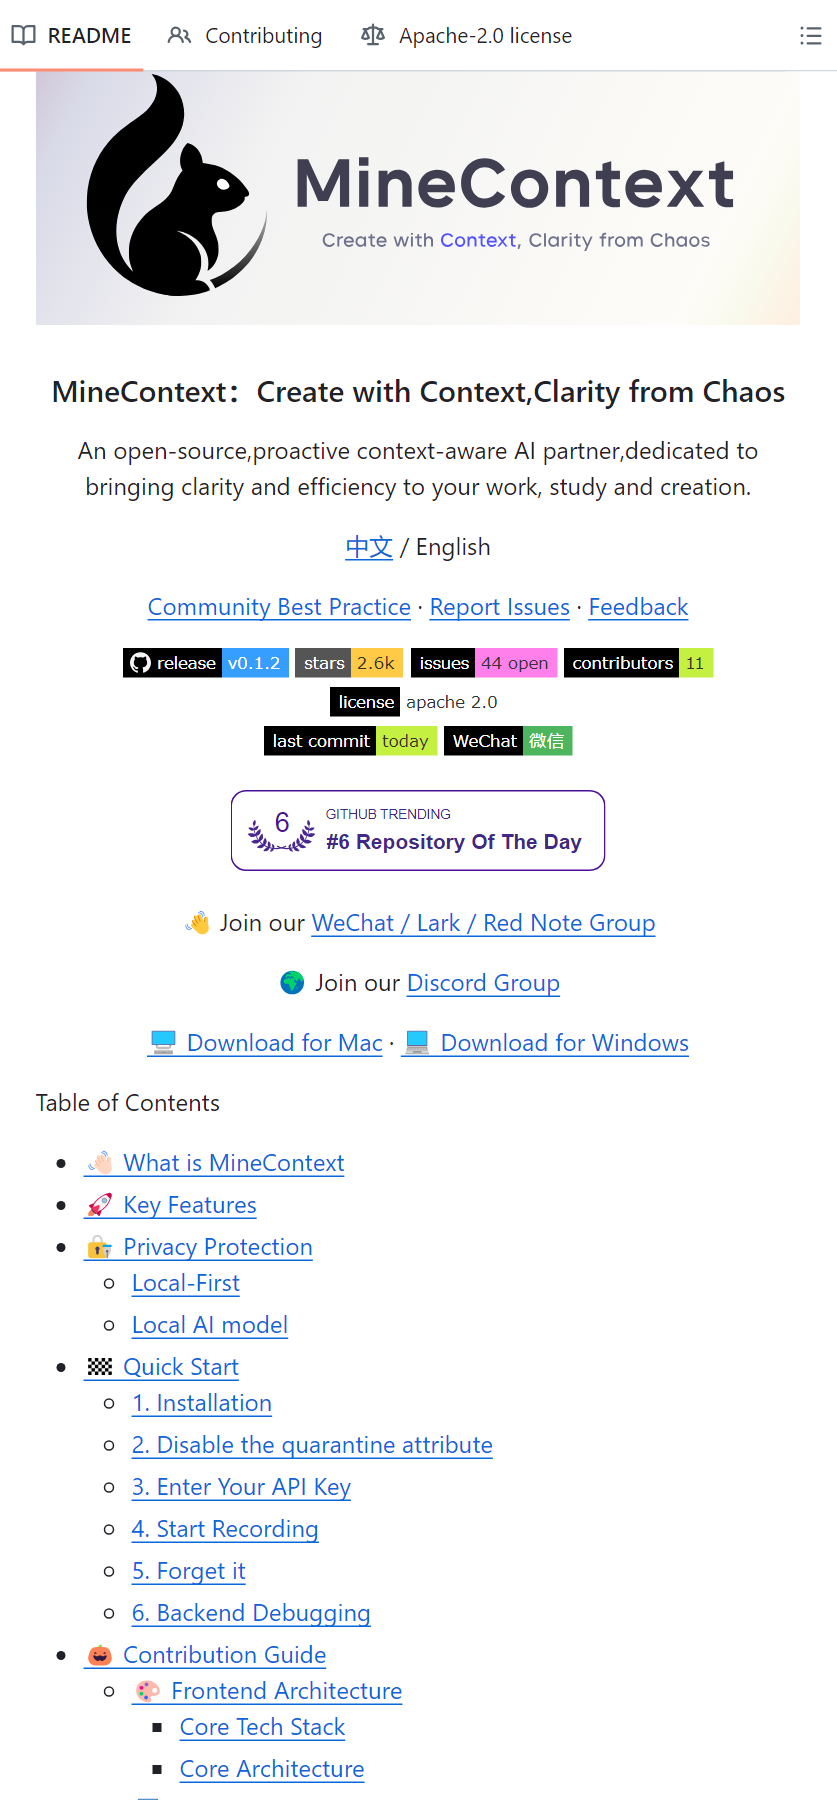 README Contributing Apache-2.0 license
MineContext
Create with Context, Clarity from Chaos
MineContext：Create with Context,Clarity from Chaos
An open-source,proactive context-aware AI partner,dedicated to
bringing clarity and efficiency to your work, study and creation.
中文 / English
Community Best Practice · Report Issues · Feedback
release v0.1.2 stars 2.6k issues 44 open contributors 11
license apache 2.0
last commit today WeChat 微信
6 GITHUB TRENDING
#6 Repository Of The Day
👋 Join our WeChat / Lark / Red Note Group
🌍 Join our Discord Group
🖥️ Download for Mac · 💻 Download for Windows
Table of Contents
• 👋🏻 What is MineContext
• 🚀 Key Features
• 🔐 Privacy Protection
○ Local-First
○ Local AI model
• 🏁 Quick Start
○ 1. Installation
○ 2. Disable the quarantine attribute
○ 3. Enter Your API Key
○ 4. Start Recording
○ 5. Forget it
○ 6. Backend Debugging
• 🎃 Contribution Guide
○ 🎨 Frontend Architecture
▪ Core Tech Stack
▪ Core Architecture